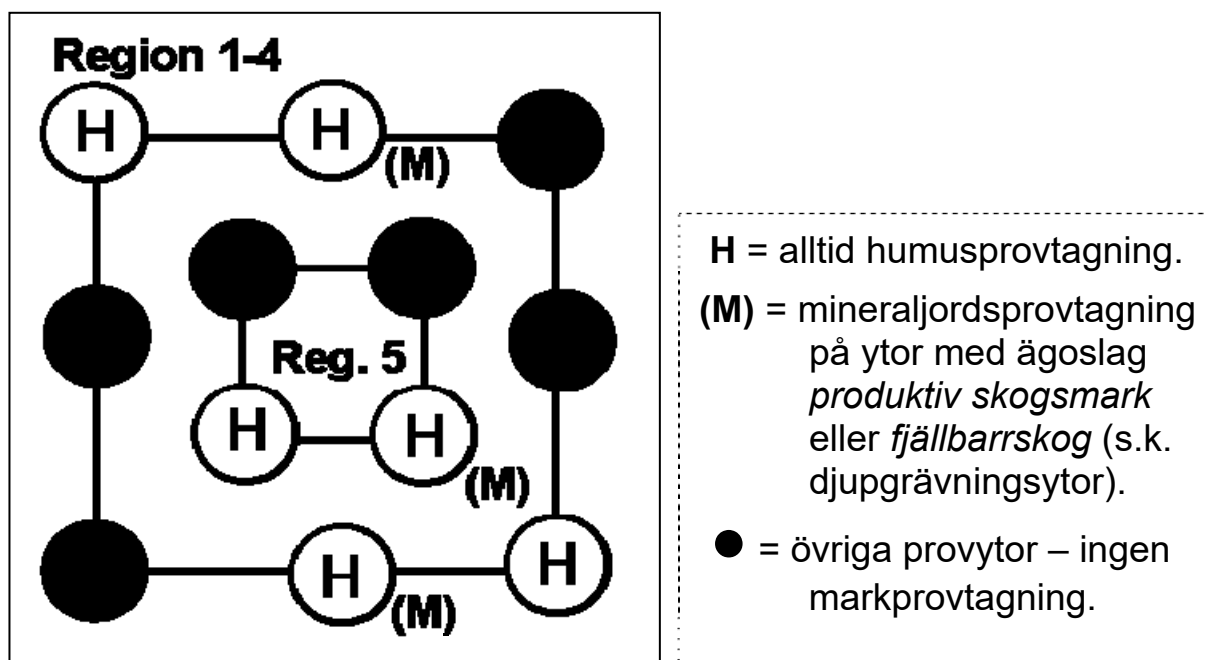 Region 1-4
H
H
(M)
Reg. 5
H
H
(M)
H
H
(M)
H = alltid humusprovtagning.
(M) = mineraljordsprovtagning
på ytor med ägoslag
produktiv skogsmark
eller fjällbarrskog (s.k.
djupgrävningsytor).
● = övriga provytor – ingen
markprovtagning.